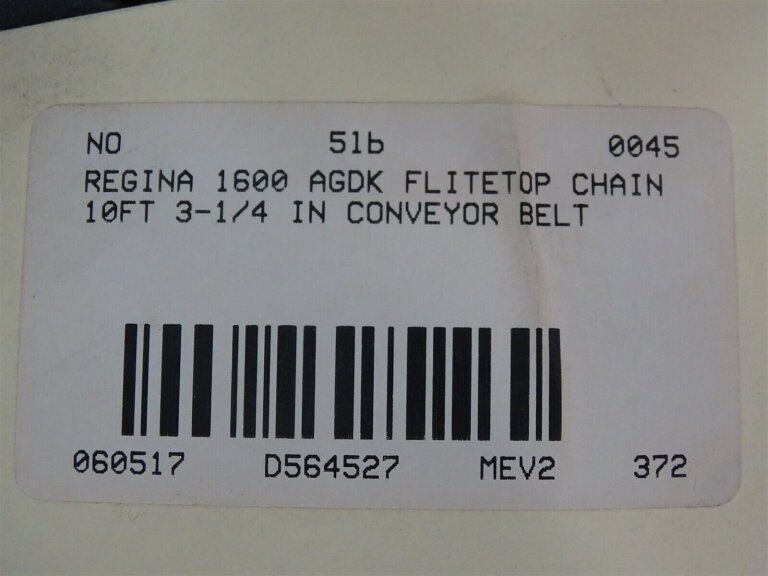 NO 51b 0045
REGINA 1600 AGDK FLITETOP CHAIN
10FT 3-1/4 IN CONVEYOR BELT
060517 D564527 MEV2 372